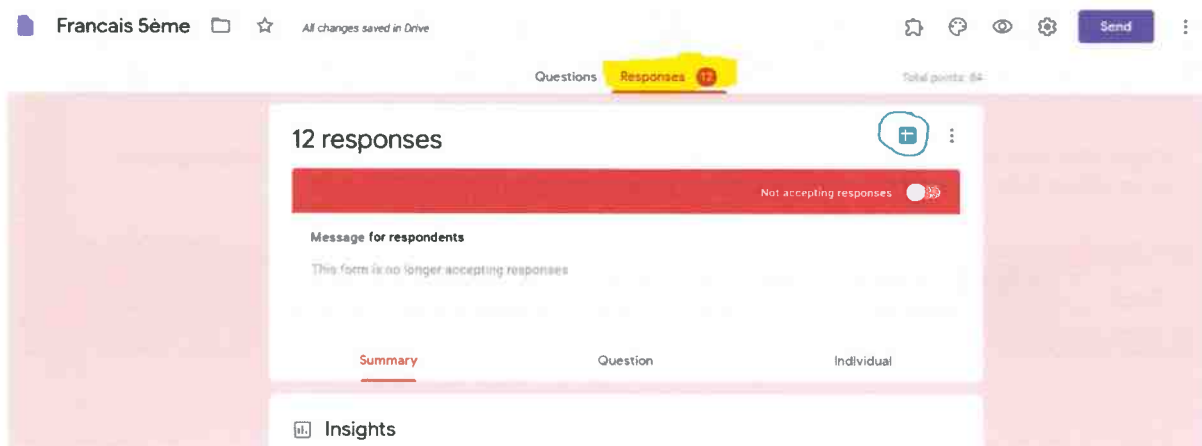 Francais 5ème All changes saved in Drive Send
Questions Responses 12 Total points: 64
12 responses
Not accepting responses
Message for respondents
This form is no longer accepting responses
Summary Question Individual
Insights